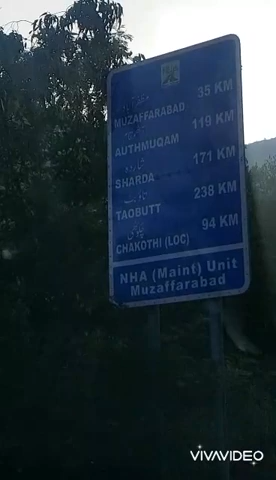 MUZAFFARABAD 35 KM
AUTHMUQAM 119 KM
SHARDA 171 KM
TAOBUTT 238 KM
CHAKOTHI (LOC) 94 KM
NHA (Maint) Unit
Muzaffarabad
VIVAVIDEO